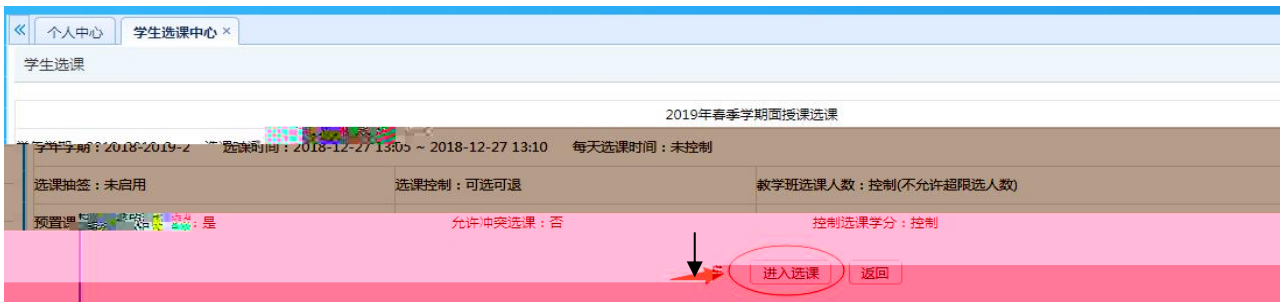 个人中心 学生选课中心
学生选课
2019年春季学期面授课选课
学年学期：2018-2019-2 选课时间：2018-12-27 13:05 ~ 2018-12-27 13:10 每天选课时间：未控制
选课抽签：未启用 选课控制：可选可退 教学班选课人数：控制(不允许超限选人数)
预置课 ：是 允许冲突选课：否 控制选课学分：控制
进入选课 返回